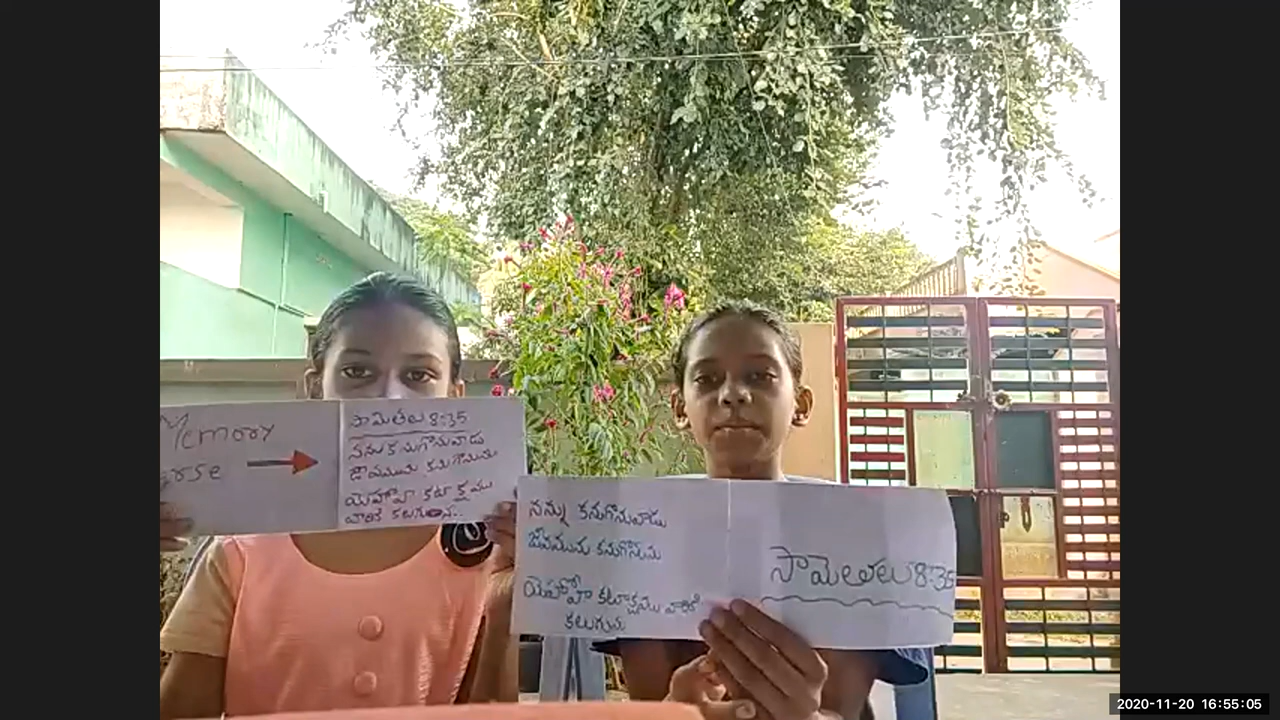 Memory
erse
సామెతలు 8:35
నను కనుగొనువాడు
జీవమును కనుగొనును
యెహోవా కటాక్షము
వానికి కలుగును..
నన్ను కనుగొనువాడు
జీవమును కనుగొనును
యెహోవా కటాక్షము వానికి
కలుగును
సామెతలు 8:35
2020-11-20 16:55:05